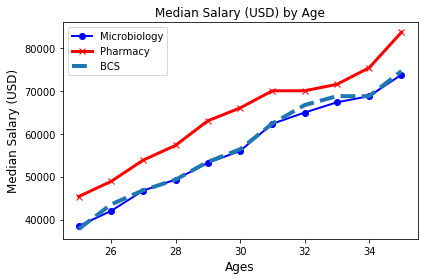 Median Salary (USD) by Age
Microbiology
Pharmacy
BCS
Median Salary (USD)
80000
70000
60000
50000
40000
26
28
30
32
34
Ages